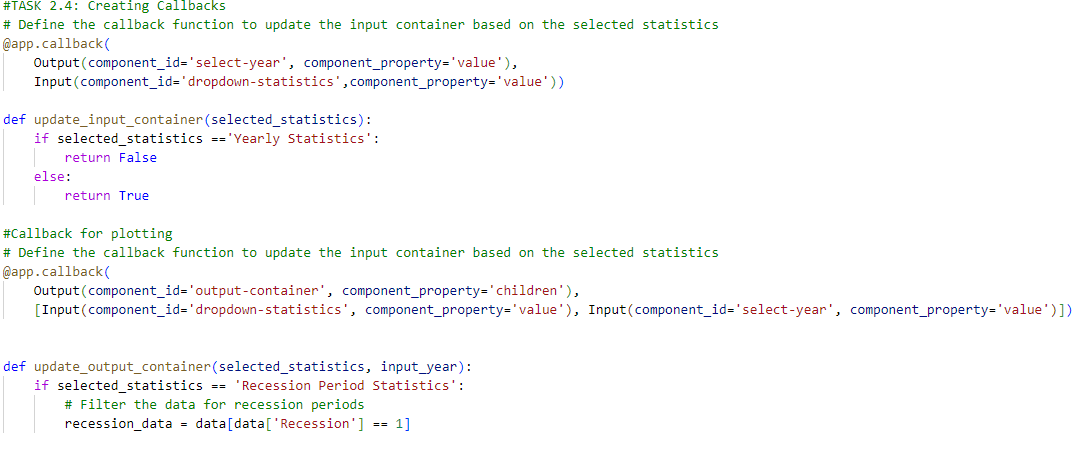 #TASK 2.4: Creating Callbacks
# Define the callback function to update the input container based on the selected statistics
@app.callback(
    Output(component_id='select-year', component_property='value'),
    Input(component_id='dropdown-statistics',component_property='value'))

def update_input_container(selected_statistics):
    if selected_statistics =='Yearly Statistics':
        return False
    else:
        return True

#Callback for plotting
# Define the callback function to update the input container based on the selected statistics
@app.callback(
    Output(component_id='output-container', component_property='children'),
    [Input(component_id='dropdown-statistics', component_property='value'), Input(component_id='select-year', component_property='value')])


def update_output_container(selected_statistics, input_year):
    if selected_statistics == 'Recession Period Statistics':
        # Filter the data for recession periods
        recession_data = data[data['Recession'] == 1]